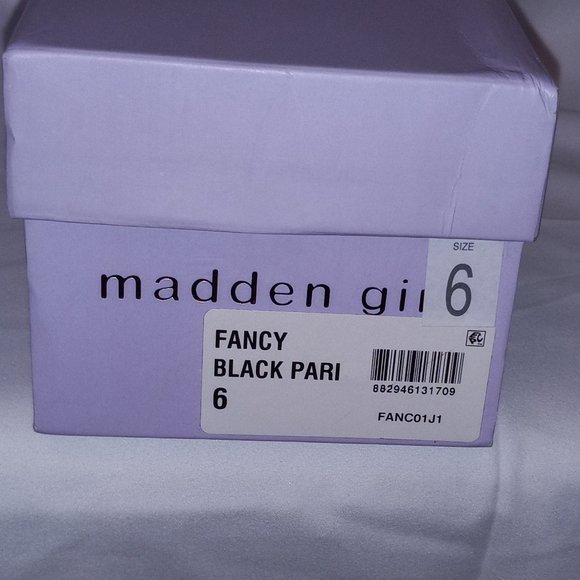 SIZE
6
madden gir
FANCY
BLACK PARI
6
882946131709
FANC01J1